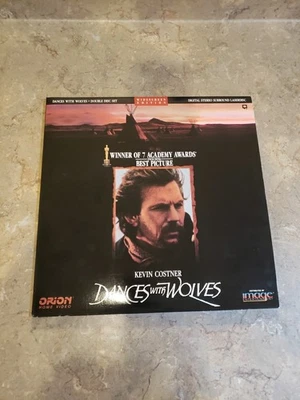 DANCES WITH WOLVES • DOUBLE DISC SET
WIDESCREEN
EDITION
DIGITAL STEREO SURROUND LASERDISC
WINNER OF 7 ACADEMY AWARDS
BEST PICTURE
KEVIN COSTNER
DANCES WITH WOLVES
ORION
HOME VIDEO
image